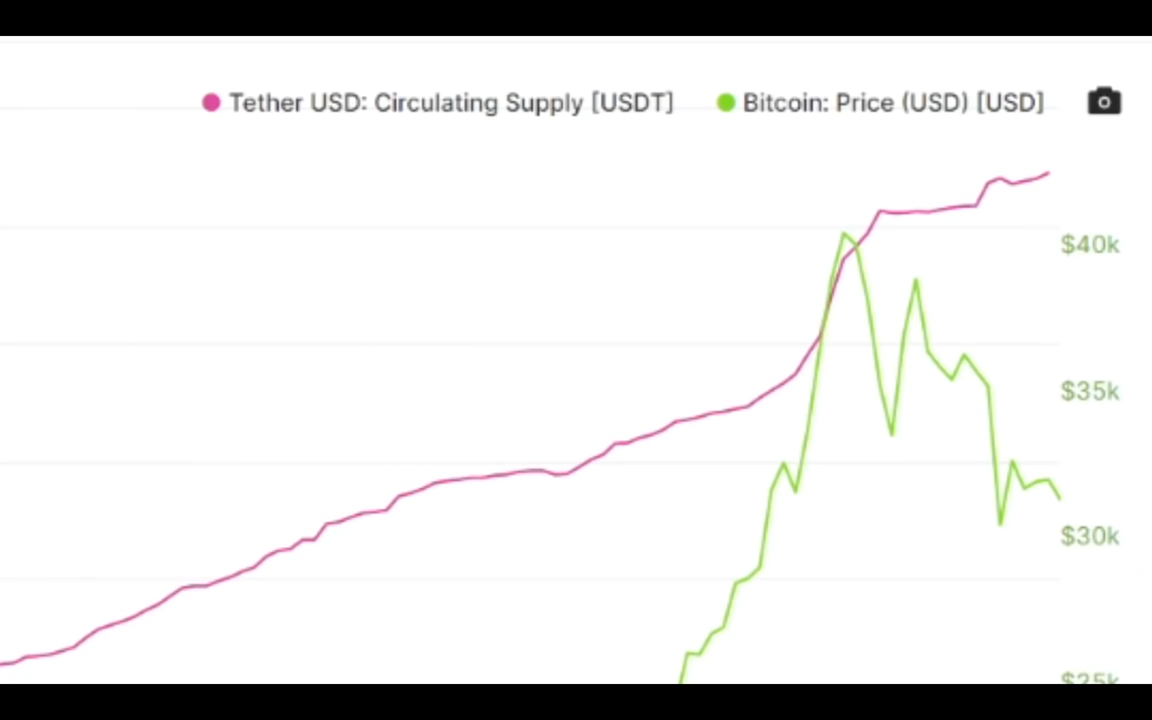 Tether USD: Circulating Supply [USDT] Bitcoin: Price (USD) [USD]
$40k
$35k
$30k
$25k